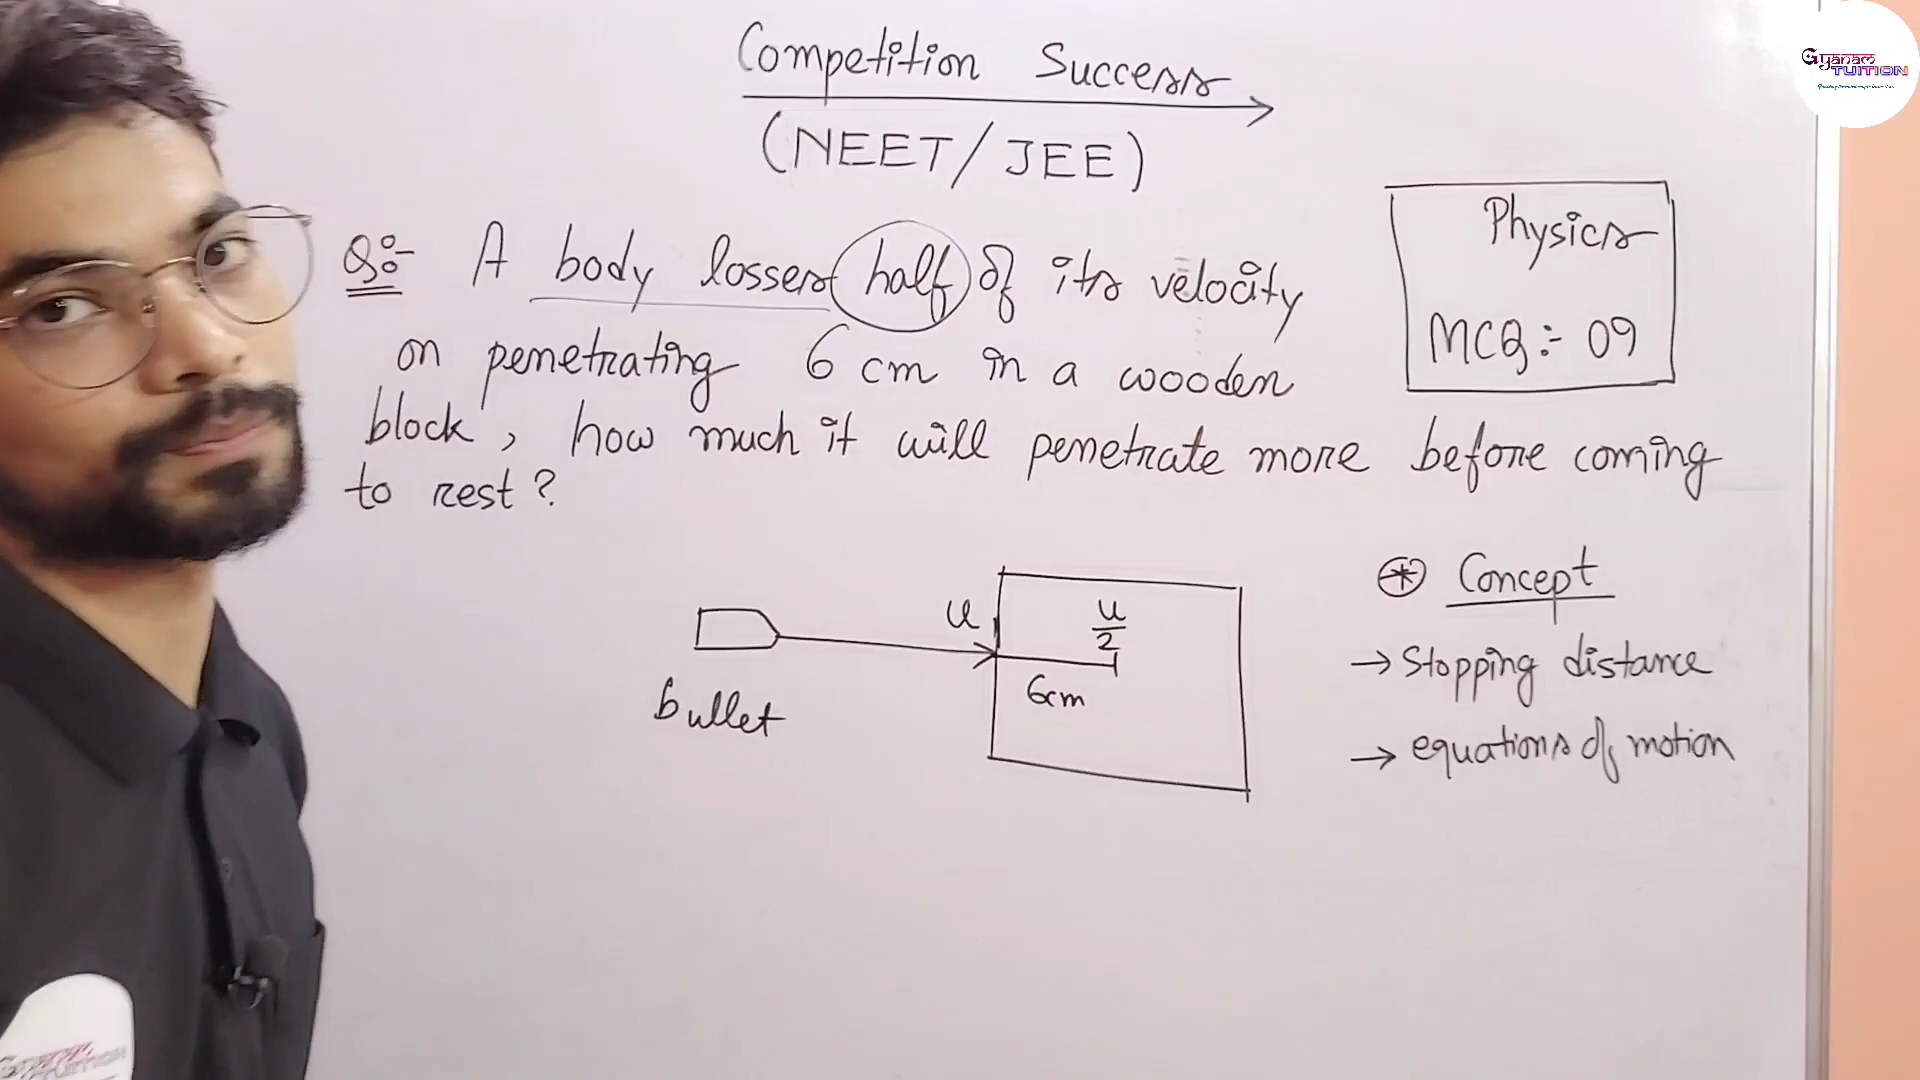 Competition Success
(NEET/JEE)
Gyanam
TUITION
Physics
MCQ:- 09
Q:- A body losses half of its velocity
on penetrating 6 cm in a wooden
block, how much it will penetrate more before coming
to rest?
u
u/2
6cm
bullet
* Concept
→ Stopping distance
→ equations of motion